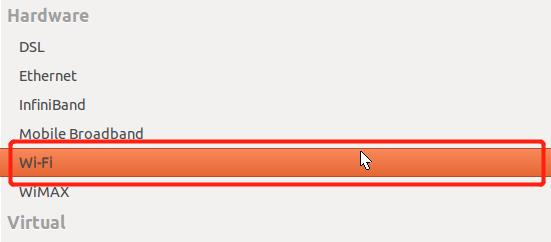 Hardware
DSL
Ethernet
InfiniBand
Mobile Broadband
Wi-Fi
WiMAX
Virtual